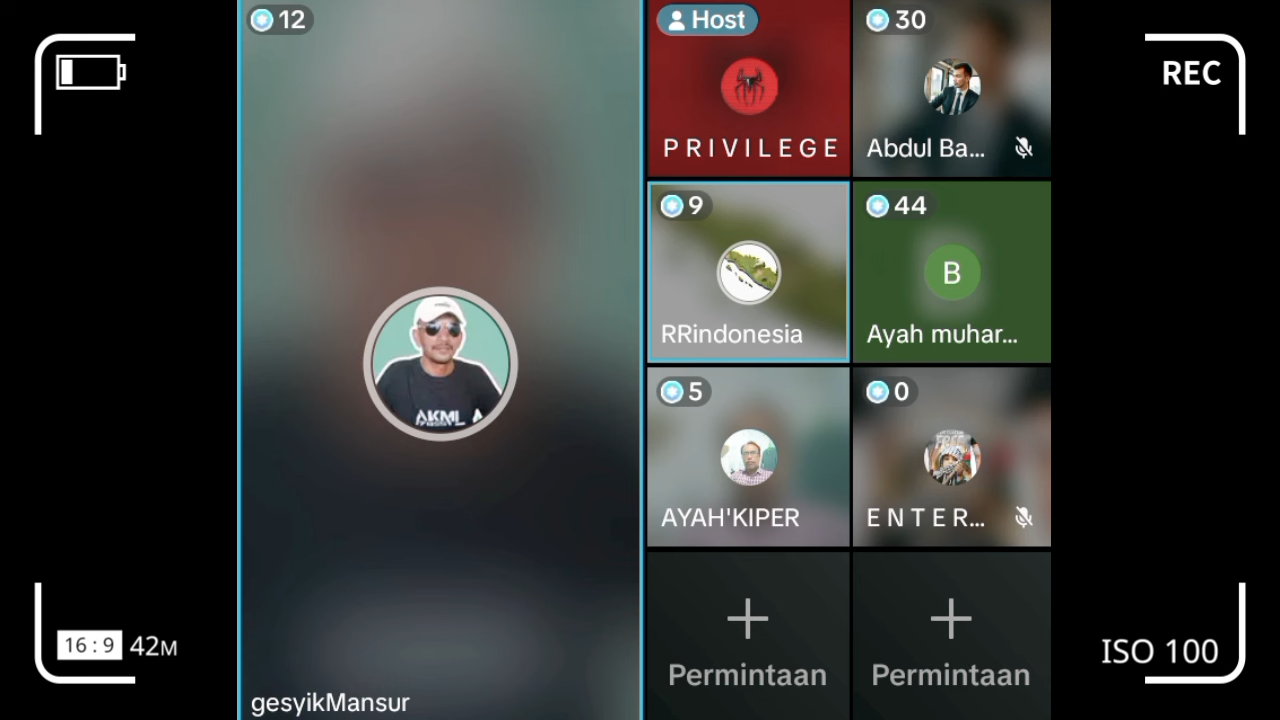 12
gesyikMansur
Host
P R I V I L E G E
30
Abdul Ba...
9
RRindonesia
44
B
Ayah muhar...
5
AYAH'KIPER
0
E N T E R...
Permintaan
Permintaan
REC
16 : 9
42M
ISO 100